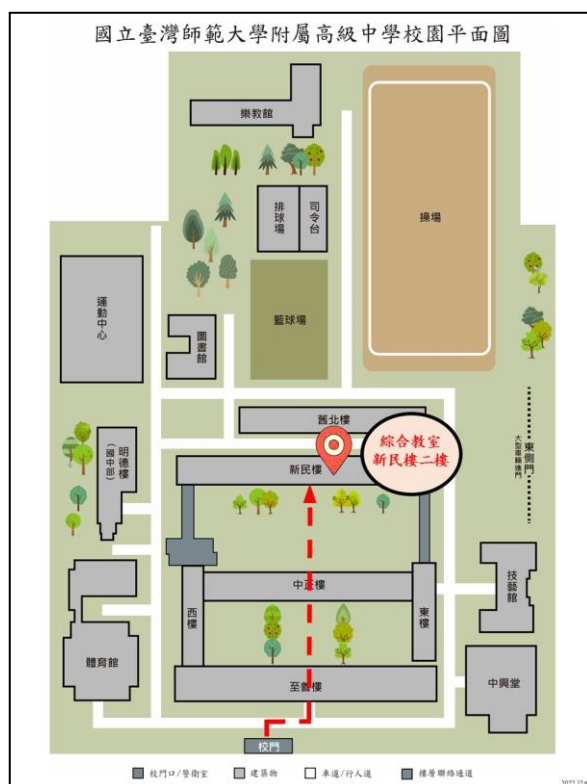 國立臺灣師範大學附屬高級中學校園平面圖
樂教館
排球場
司令台
操場
運動中心
圖書館
籃球場
舊北樓
明德樓
(國中部)
新民樓
綜合教室
新民樓二樓
東側門
大型車輛進門
中正樓
西樓
東樓
技藝館
體育館
至善樓
中興堂
校門
校門口/警衛室
建築物
車道/行人道
樓層聯絡通道